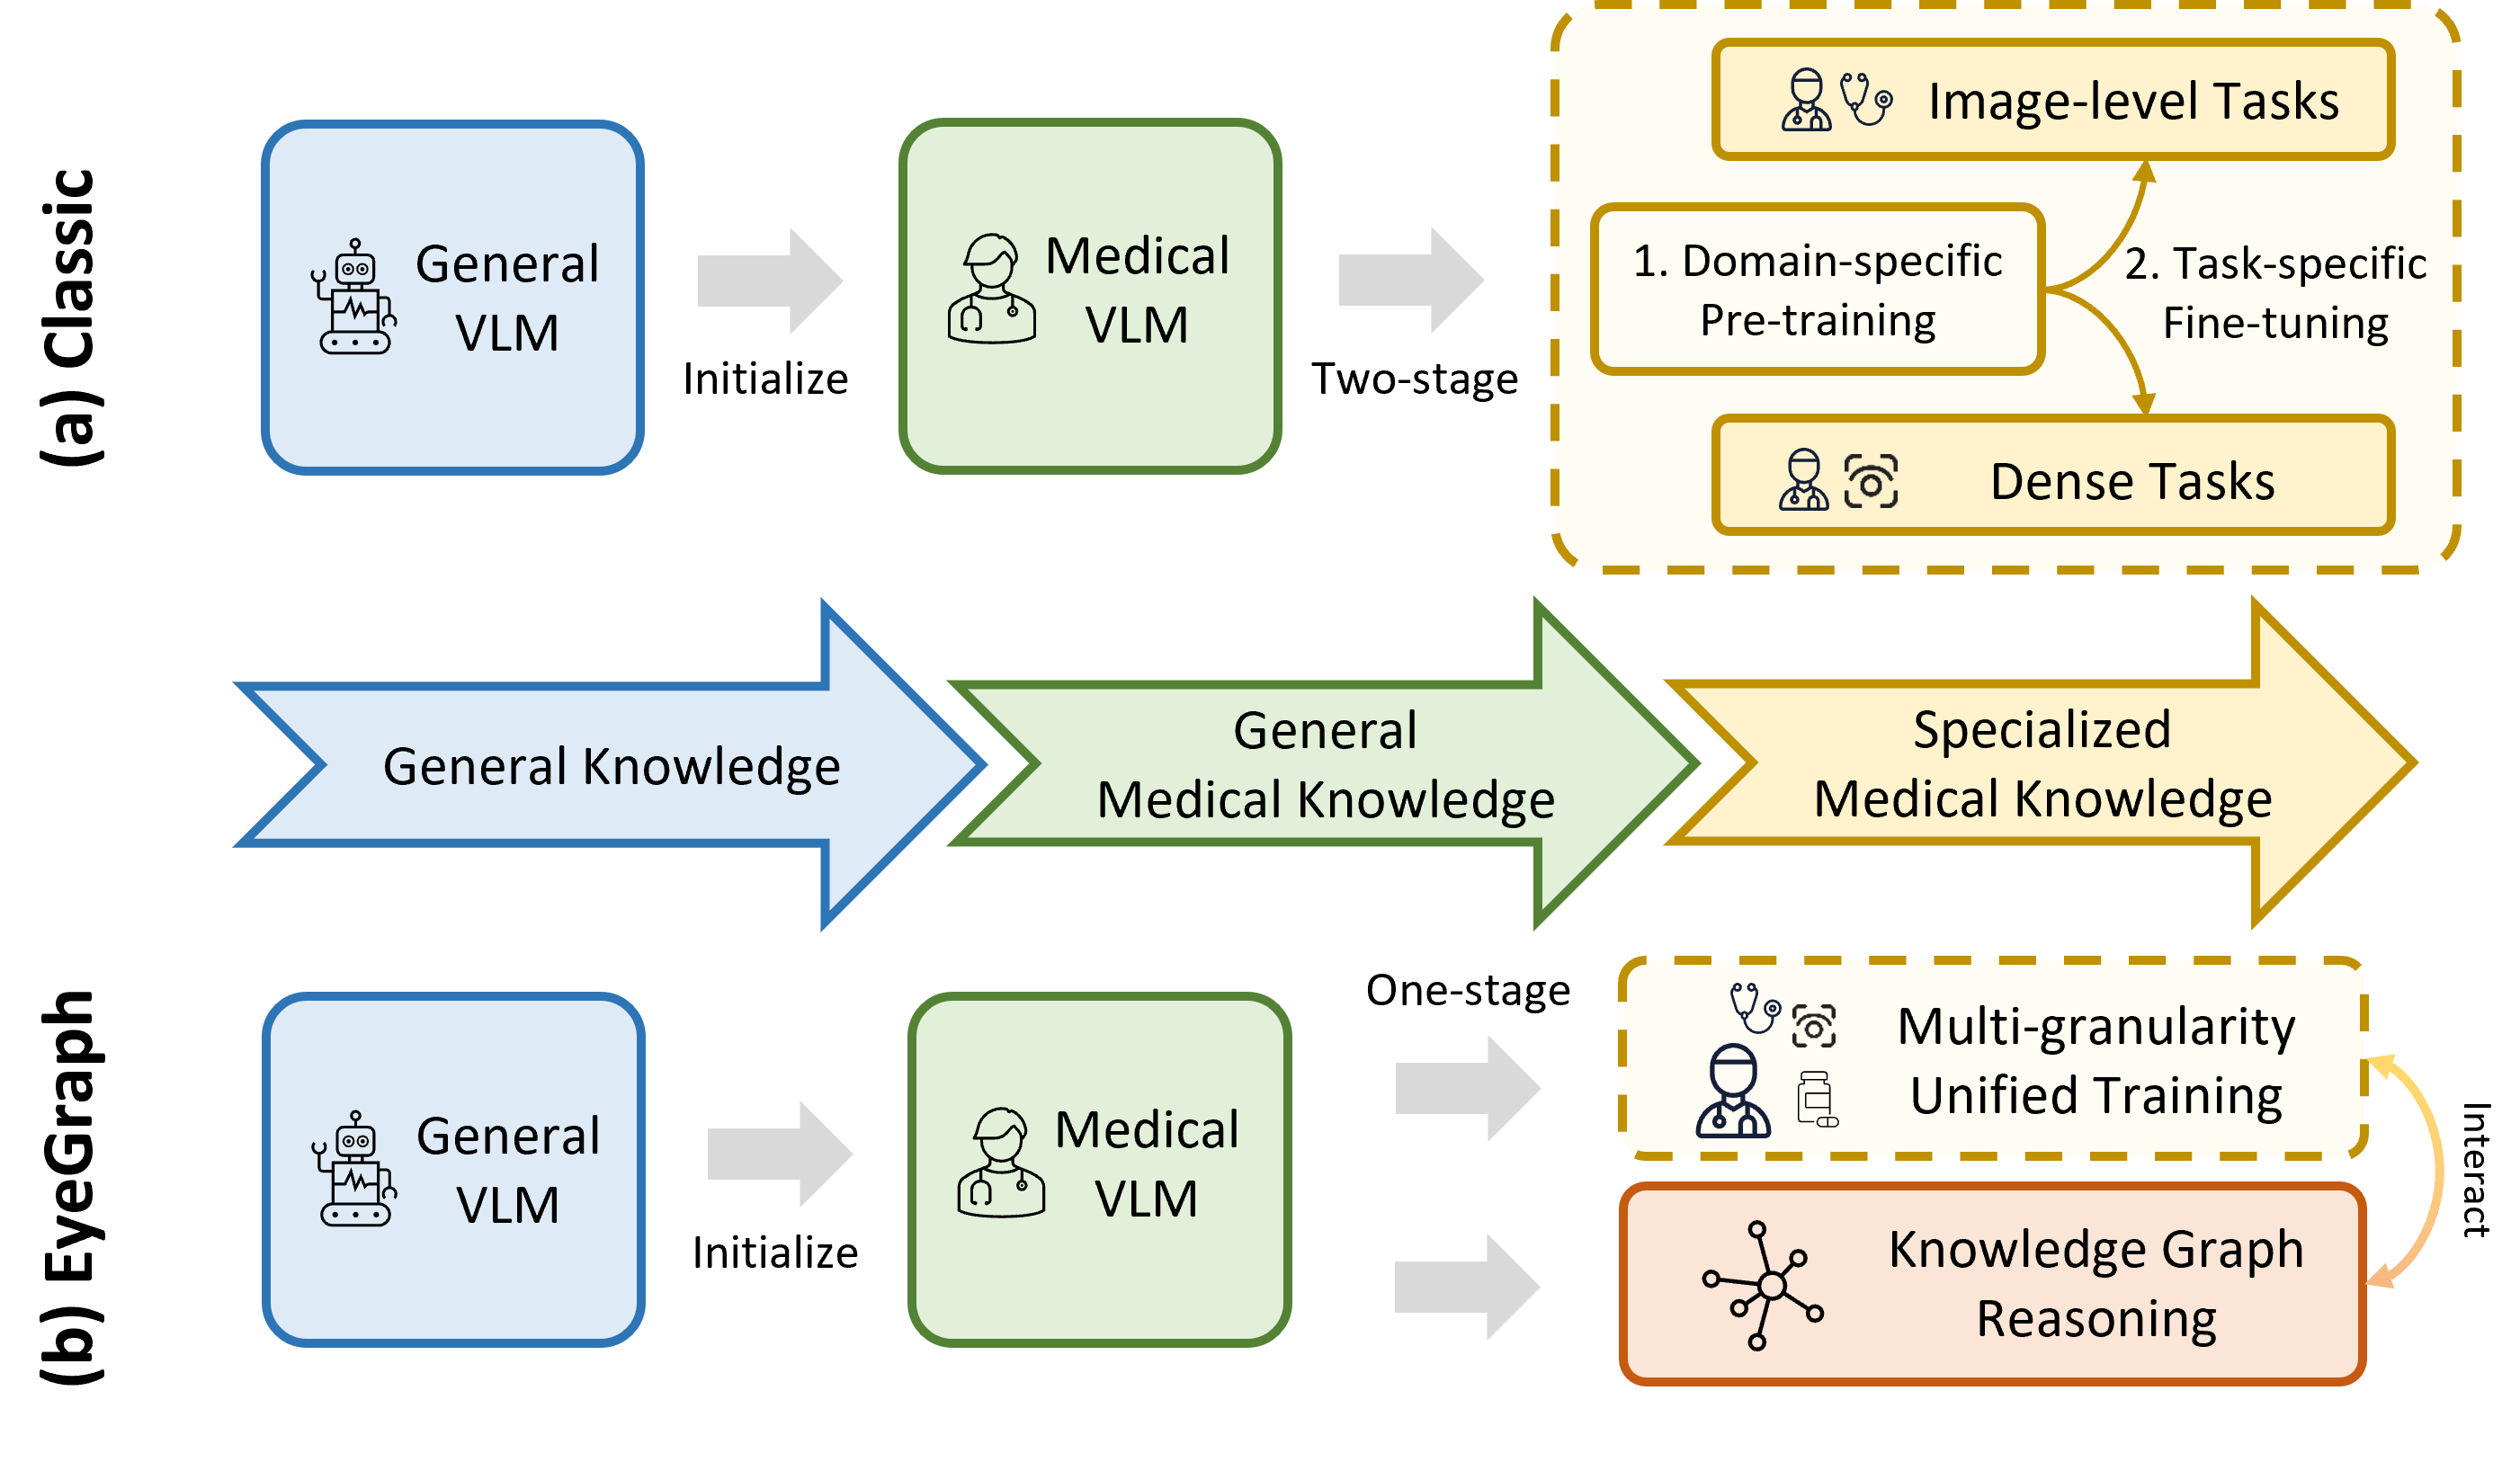 (a) Classic
General
VLM
Initialize
Medical
VLM
Two-stage
Image-level Tasks
1. Domain-specific
Pre-training
2. Task-specific
Fine-tuning
Dense Tasks
General Knowledge
General
Medical Knowledge
Specialized
Medical Knowledge
(b) EyeGraph
General
VLM
Initialize
Medical
VLM
One-stage
Multi-granularity
Unified Training
Knowledge Graph
Reasoning
Interact